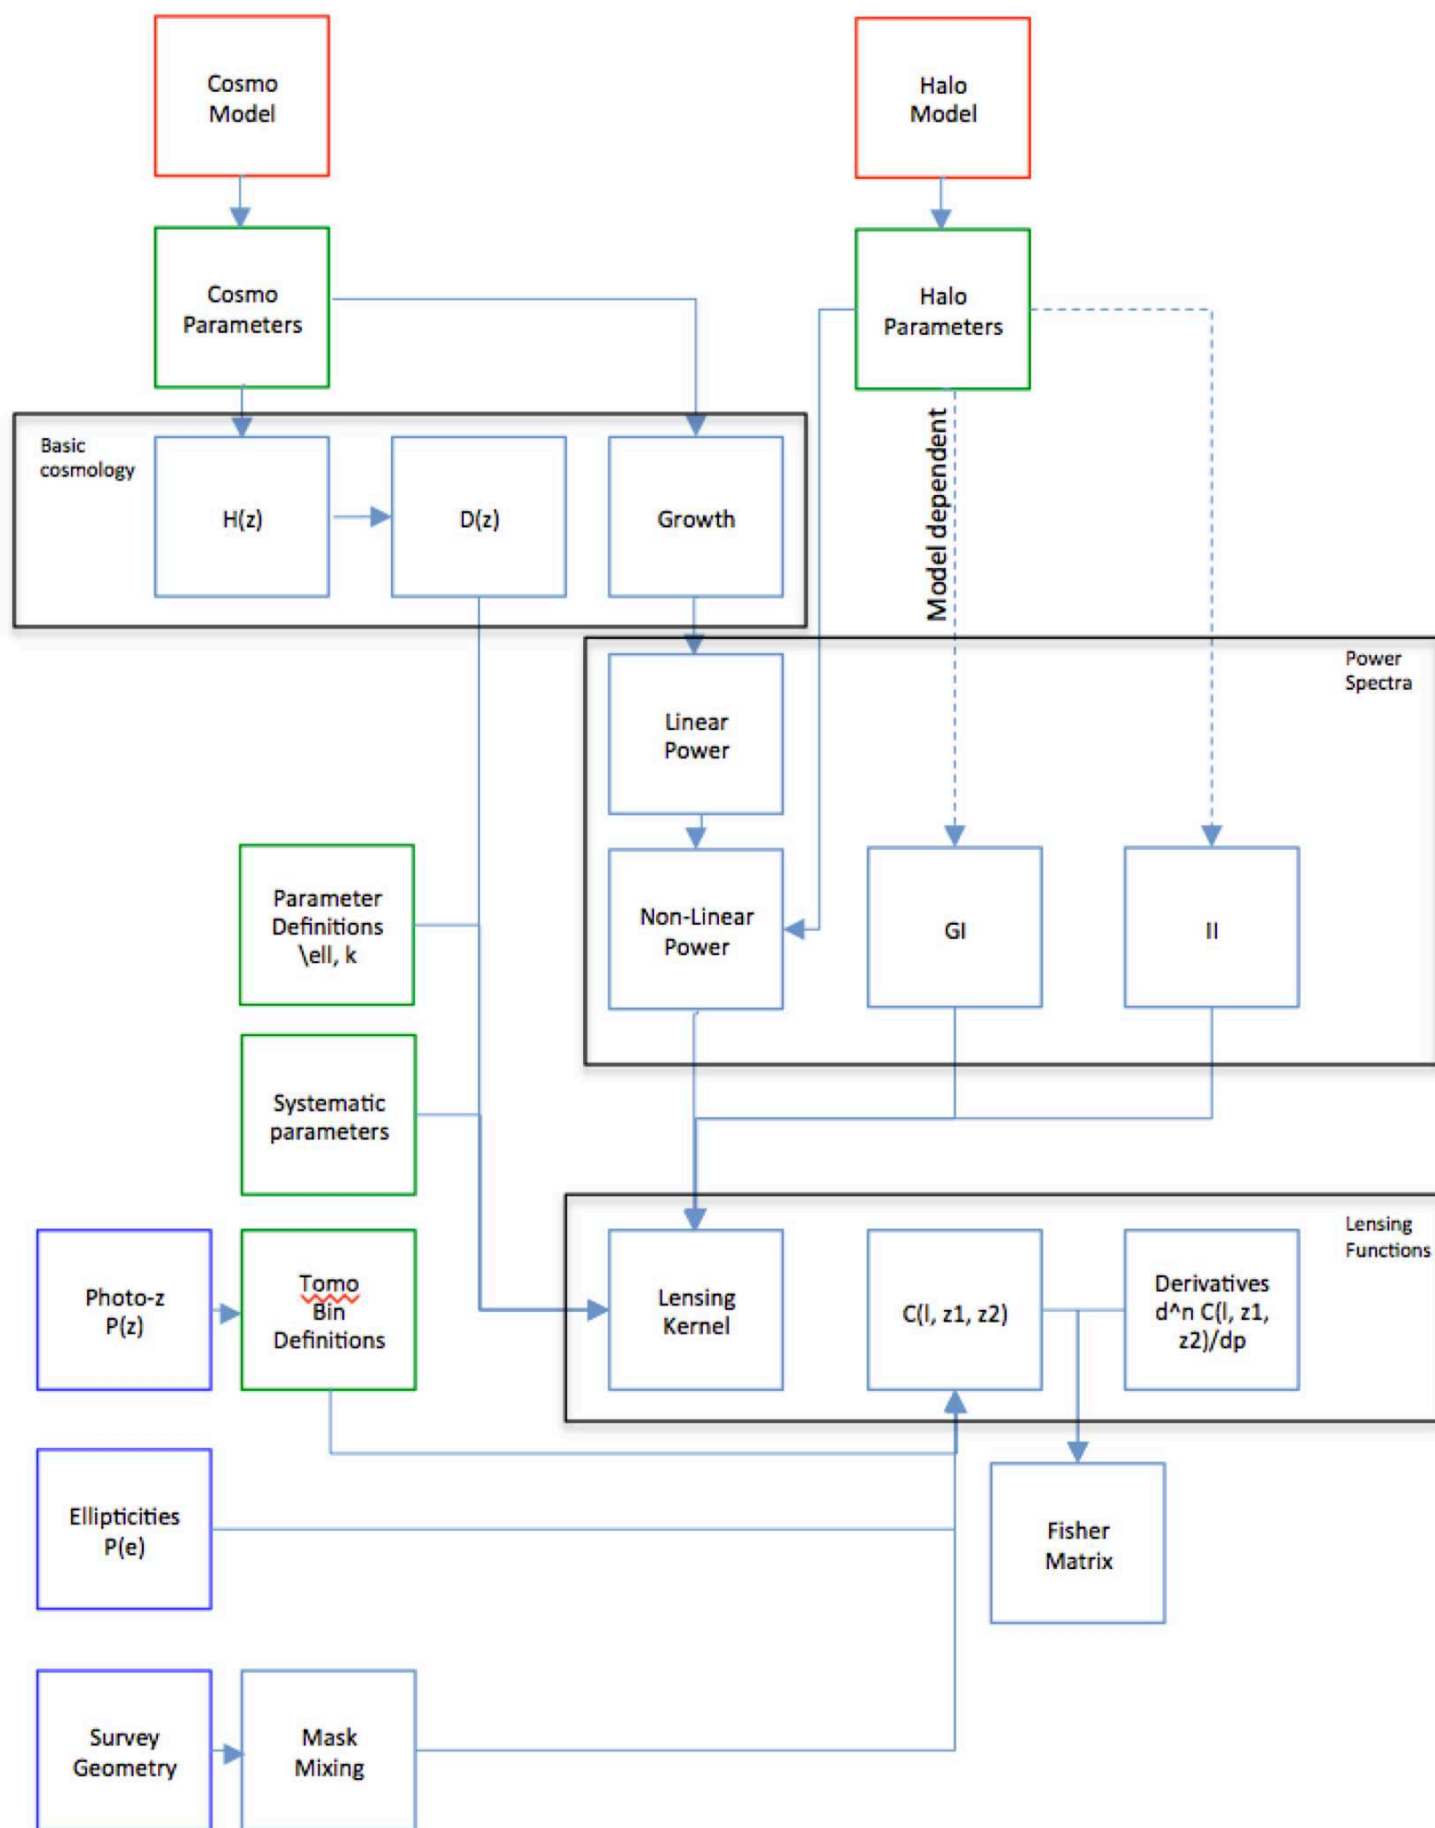 Cosmo
Model
Halo
Model
Cosmo
Parameters
Halo
Parameters
Basic
cosmology
H(z)
D(z)
Growth
Model dependent
Power
Spectra
Linear
Power
Parameter
Definitions
\ell, k
Non-Linear
Power
GI
II
Systematic
parameters
Lensing
Functions
Photo-z
P(z)
Tomo
Bin
Definitions
Lensing
Kernel
C(l, z1, z2)
Derivatives
d^n C(l, z1,
z2)/dp
Ellipticities
P(e)
Fisher
Matrix
Survey
Geometry
Mask
Mixing